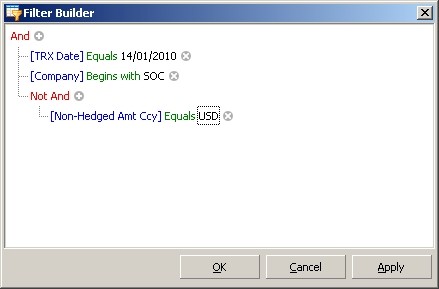 Filter Builder
And
[TRX Date] Equals 14/01/2010
[Company] Begins with SOC
Not And
[Non-Hedged Amt Ccy] Equals USD
OK Cancel Apply